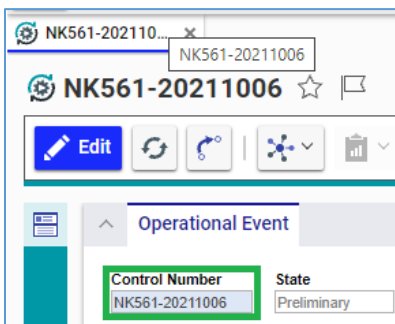 NK561-202110...
NK561-20211006
NK561-20211006
Edit
Operational Event
Control Number State
NK561-20211006 Preliminary